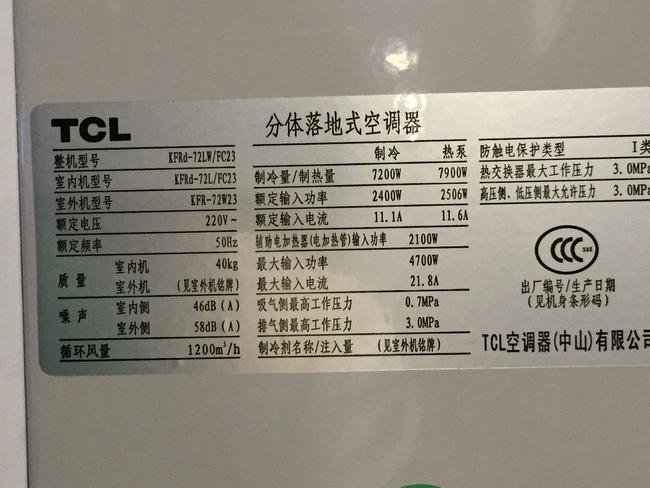 TCL
分体落地式空调器
整机型号 KFRd-72LW/FC23
室内机型号 KFRd-72L/FC23
室外机型号 KFR-72W23
额定电压 220V~
额定频率 50Hz
质量 室内机 40kg
室外机 (见室外机铭牌)
噪声 室内侧 46dB(A)
室外侧 58dB(A)
循环风量 1200m³/h
制冷 热泵
制冷量/制热量 7200W 7900W
额定输入功率 2400W 2506W
额定输入电流 11.1A 11.6A
辅助电加热器(电加热管)输入功率 2100W
最大输入功率 4700W
最大输入电流 21.8A
吸气侧最高工作压力 0.7MPa
排气侧最高工作压力 3.0MPa
制冷剂名称/注入量 (见室外机铭牌)
防触电保护类型 I类
热交换器最大工作压力 3.0MPa
高压侧、低压侧最大允许压力 3.0MPa
CCC S&E
出厂编号/生产日期
(见机身条形码)
TCL空调器(中山)有限公司